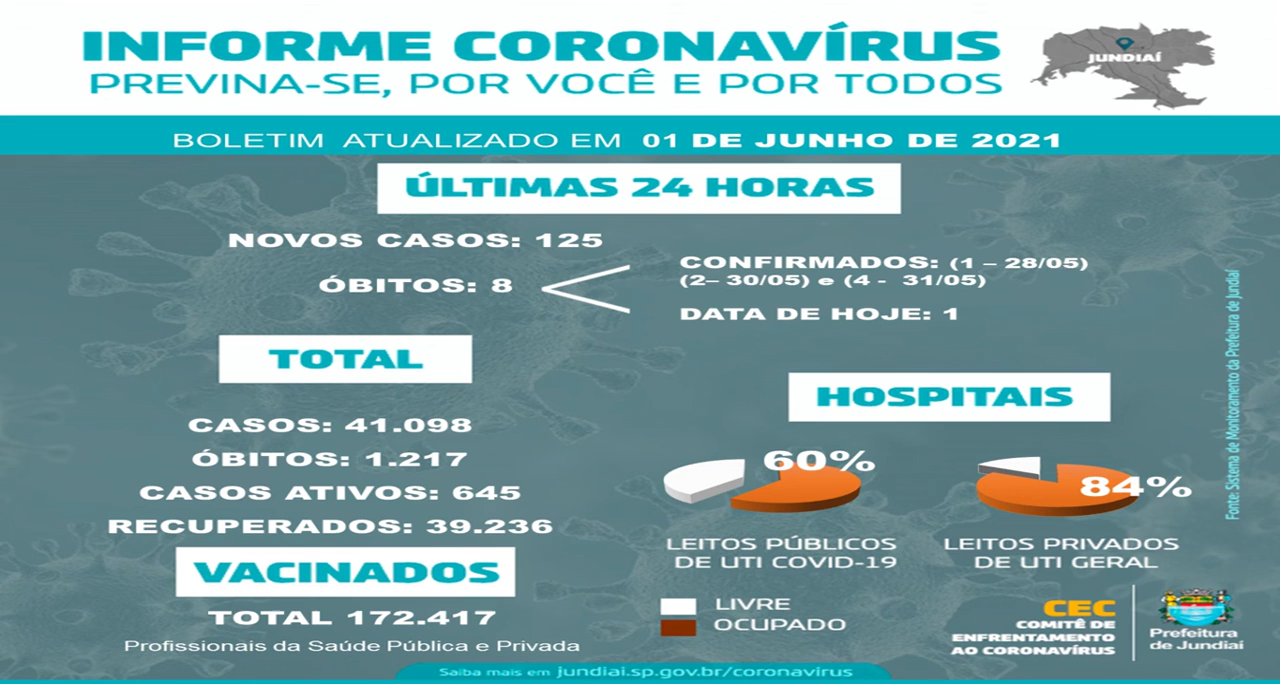 INFORME CORONAVÍRUS
PREVINA-SE, POR VOCÊ E POR TODOS
JUNDIAÍ
BOLETIM ATUALIZADO EM 01 DE JUNHO DE 2021
ÚLTIMAS 24 HORAS
NOVOS CASOS: 125
ÓBITOS: 8
CONFIRMADOS: (1 – 28/05)
(2– 30/05) e (4 - 31/05)
DATA DE HOJE: 1
TOTAL
CASOS: 41.098
ÓBITOS: 1.217
CASOS ATIVOS: 645
RECUPERADOS: 39.236
VACINADOS
TOTAL 172.417
Profissionais da Saúde Pública e Privada
HOSPITAIS
60%
LEITOS PÚBLICOS
DE UTI COVID-19
84%
LEITOS PRIVADOS
DE UTI GERAL
LIVRE
OCUPADO
CEC
COMITÊ DE
ENFRENTAMENTO
AO CORONAVÍRUS
Prefeitura
de Jundiaí
Fonte: Sistema de Monitoramento da Prefeitura de Jundiaí
Saiba mais em jundiai.sp.gov.br/coronavirus